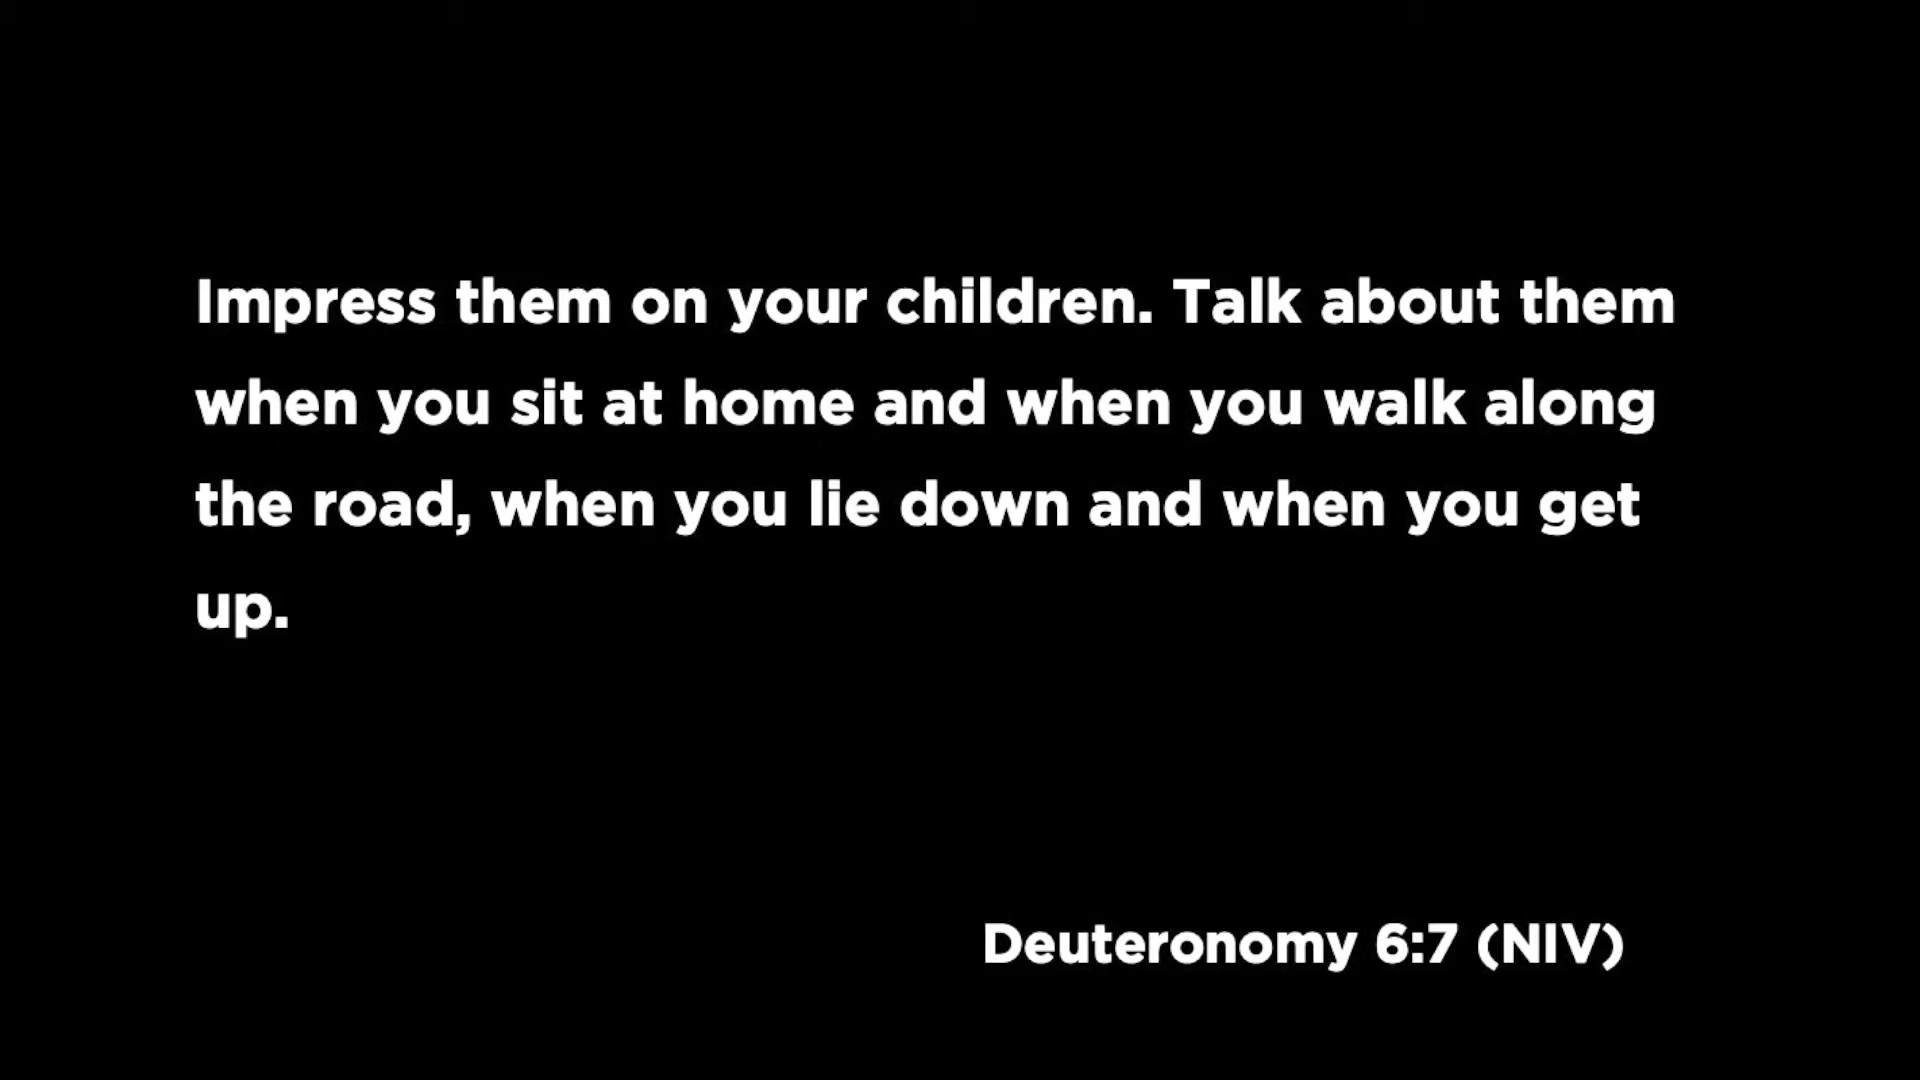 Impress them on your children. Talk about them
when you sit at home and when you walk along
the road, when you lie down and when you get
up.
Deuteronomy 6:7 (NIV)